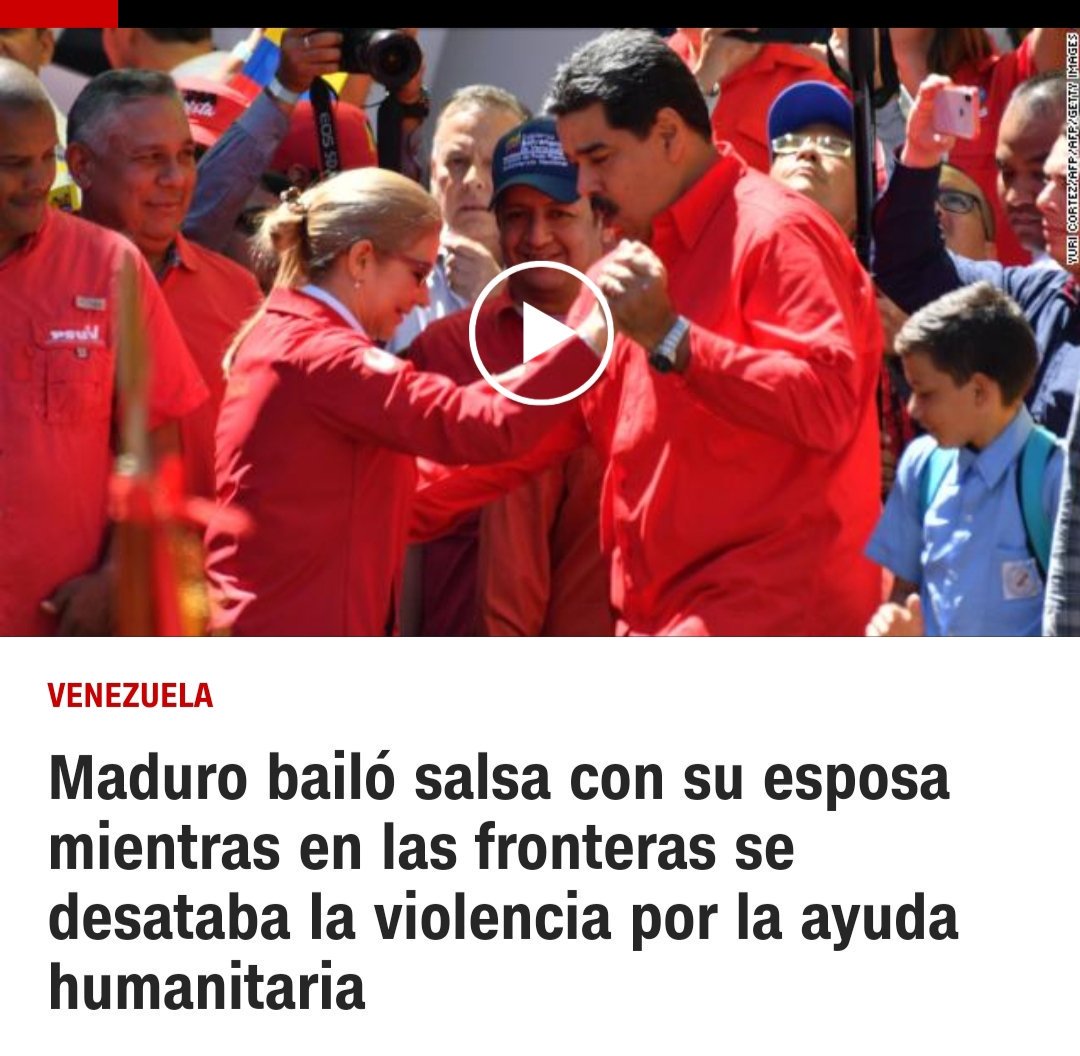 YURI CORTEZ/AFP/AFP/GETTY IMAGES
VENEZUELA
Maduro bailó salsa con su esposa
mientras en las fronteras se
desataba la violencia por la ayuda
humanitaria